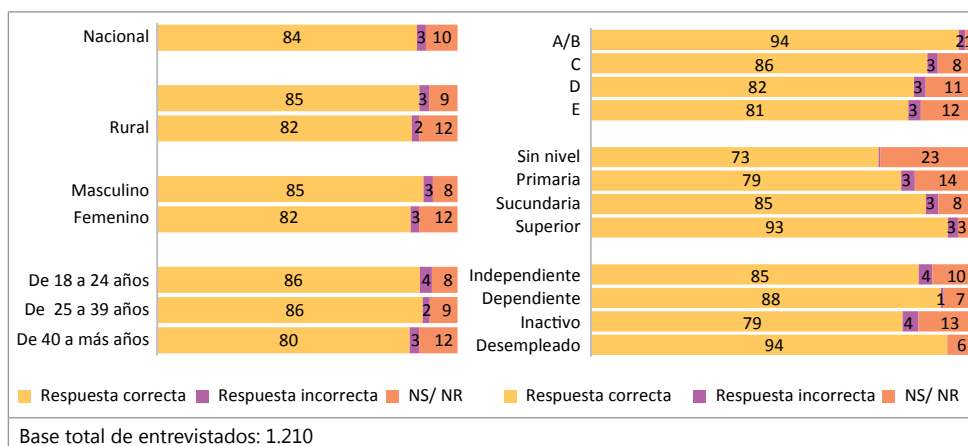 Nacional 84 3 10
85 3 9
Rural 82 2 12
Masculino 85 3 8
Femenino 82 3 12
De 18 a 24 años 86 4 8
De 25 a 39 años 86 2 9
De 40 a más años 80 3 12
Respuesta correcta Respuesta incorrecta NS/ NR
A/B 94 2 1
C 86 3 8
D 82 3 11
E 81 3 12
Sin nivel 73 23
Primaria 79 3 14
Sucundaria 85 3 8
Superior 93 3 3
Independiente 85 4 10
Dependiente 88 1 7
Inactivo 79 4 13
Desempleado 94 6
Respuesta correcta Respuesta incorrecta NS/ NR
Base total de entrevistados: 1.210